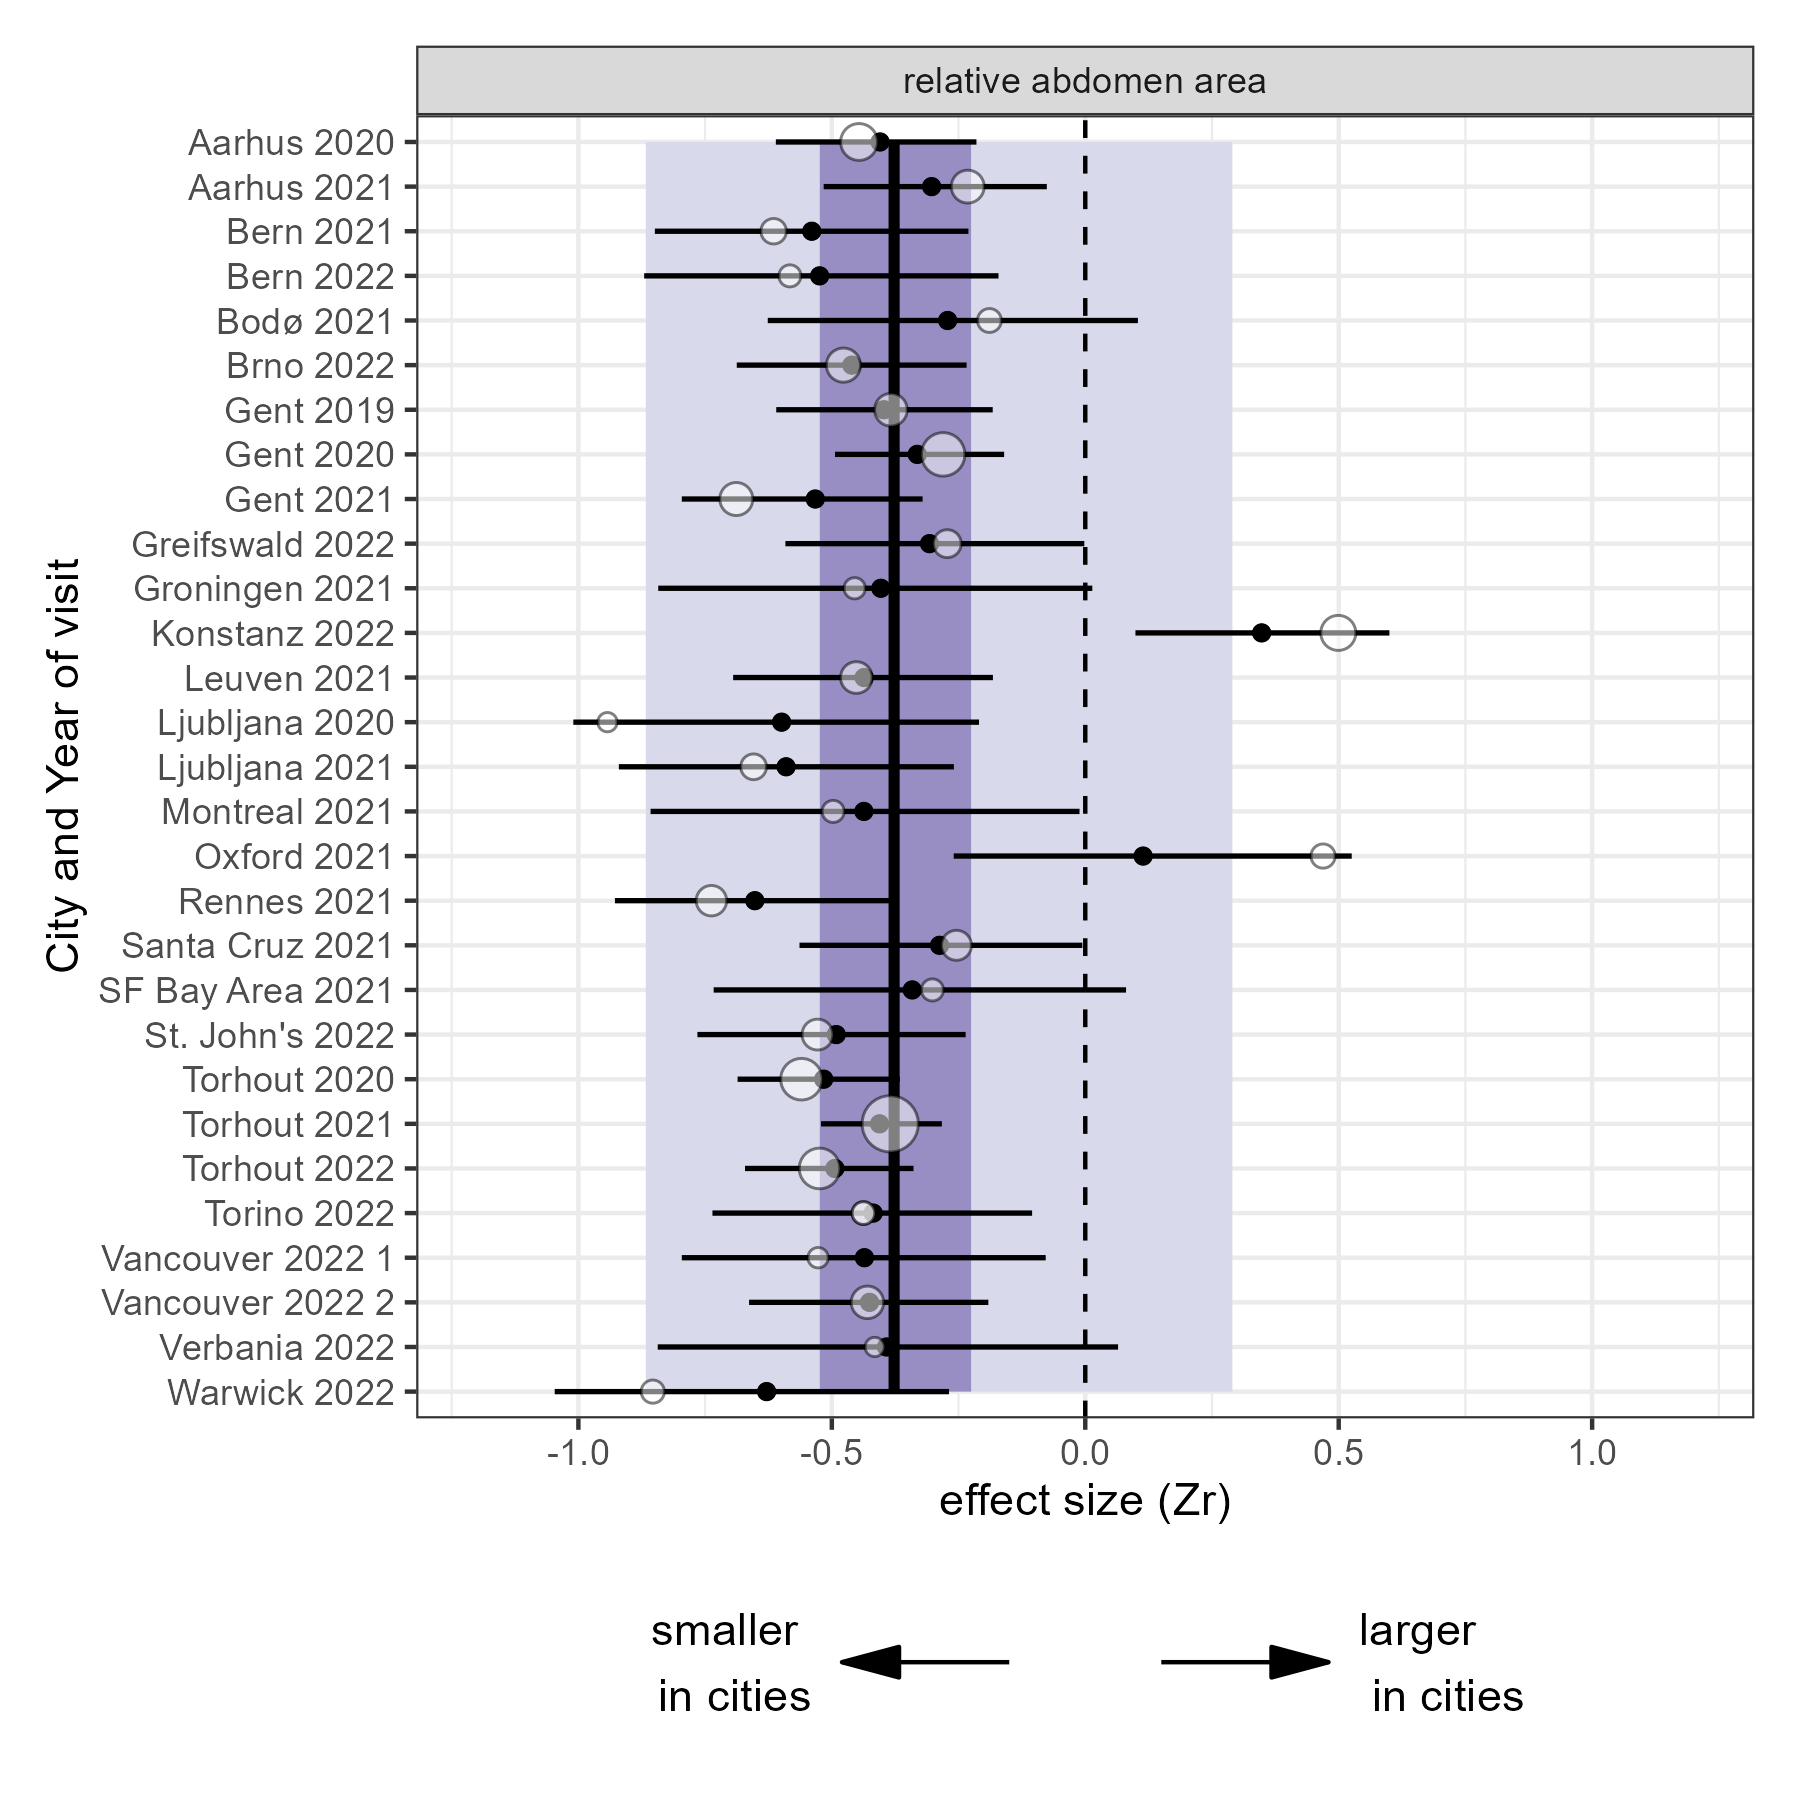 relative abdomen area
Aarhus 2020
Aarhus 2021
Bern 2021
Bern 2022
Bodø 2021
Brno 2022
Gent 2019
Gent 2020
Gent 2021
Greifswald 2022
Groningen 2021
Konstanz 2022
Leuven 2021
Ljubljana 2020
Ljubljana 2021
Montreal 2021
Oxford 2021
Rennes 2021
Santa Cruz 2021
SF Bay Area 2021
St. John's 2022
Torhout 2020
Torhout 2021
Torhout 2022
Torino 2022
Vancouver 2022 1
Vancouver 2022 2
Verbania 2022
Warwick 2022
City and Year of visit
-1.0 -0.5 0.0 0.5 1.0
effect size (Zr)
smaller
in cities
larger
in cities